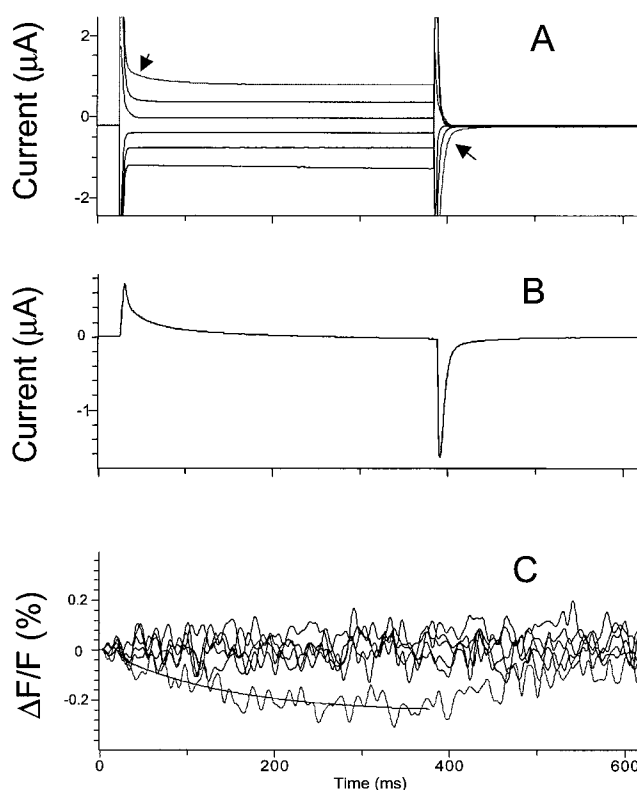 A
Current (μA)
2
0
-2
B
Current (μA)
0
-1
C
ΔF/F (%)
0.2
0
-0.2
0
200
400
600
Time (ms)